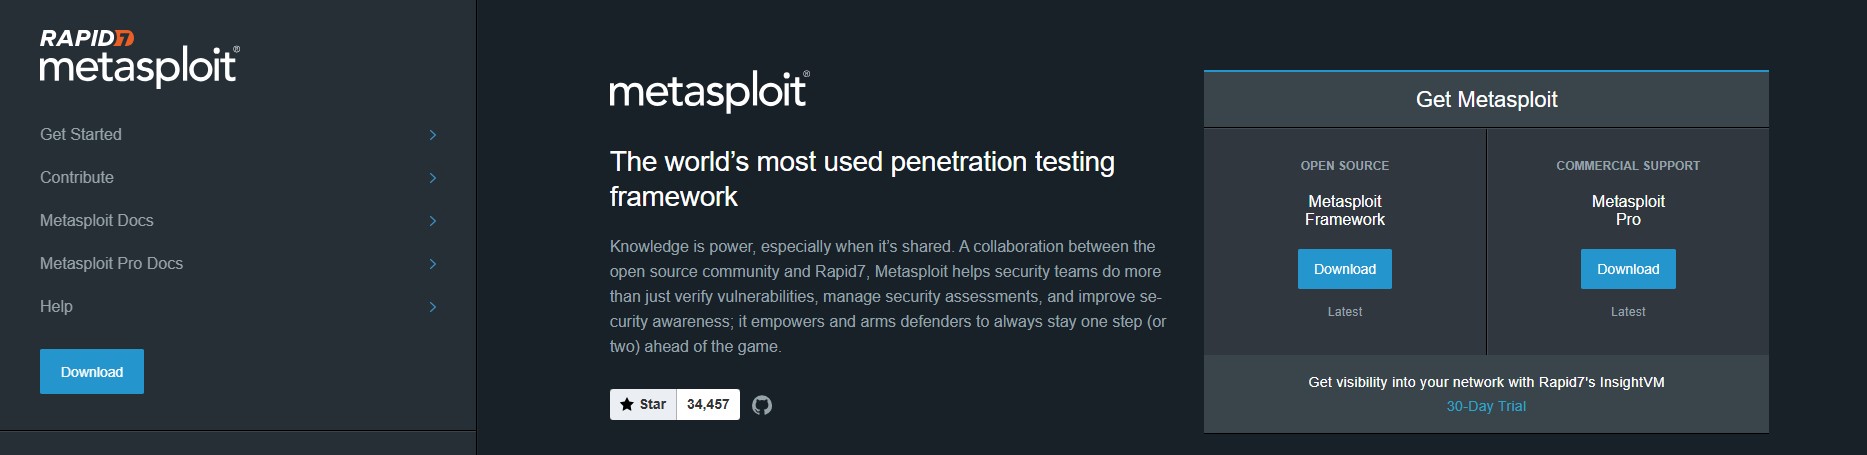 RAPID7
metasploit®
Get Started
Contribute
Metasploit Docs
Metasploit Pro Docs
Help
Download
metasploit®
The world’s most used penetration testing
framework
Knowledge is power, especially when it’s shared. A collaboration between the
open source community and Rapid7, Metasploit helps security teams do more
than just verify vulnerabilities, manage security assessments, and improve se-
curity awareness; it empowers and arms defenders to always stay one step (or
two) ahead of the game.
Star 34,457
Get Metasploit
OPEN SOURCE
Metasploit
Framework
Download
Latest
COMMERCIAL SUPPORT
Metasploit
Pro
Download
Latest
Get visibility into your network with Rapid7's InsightVM
30-Day Trial